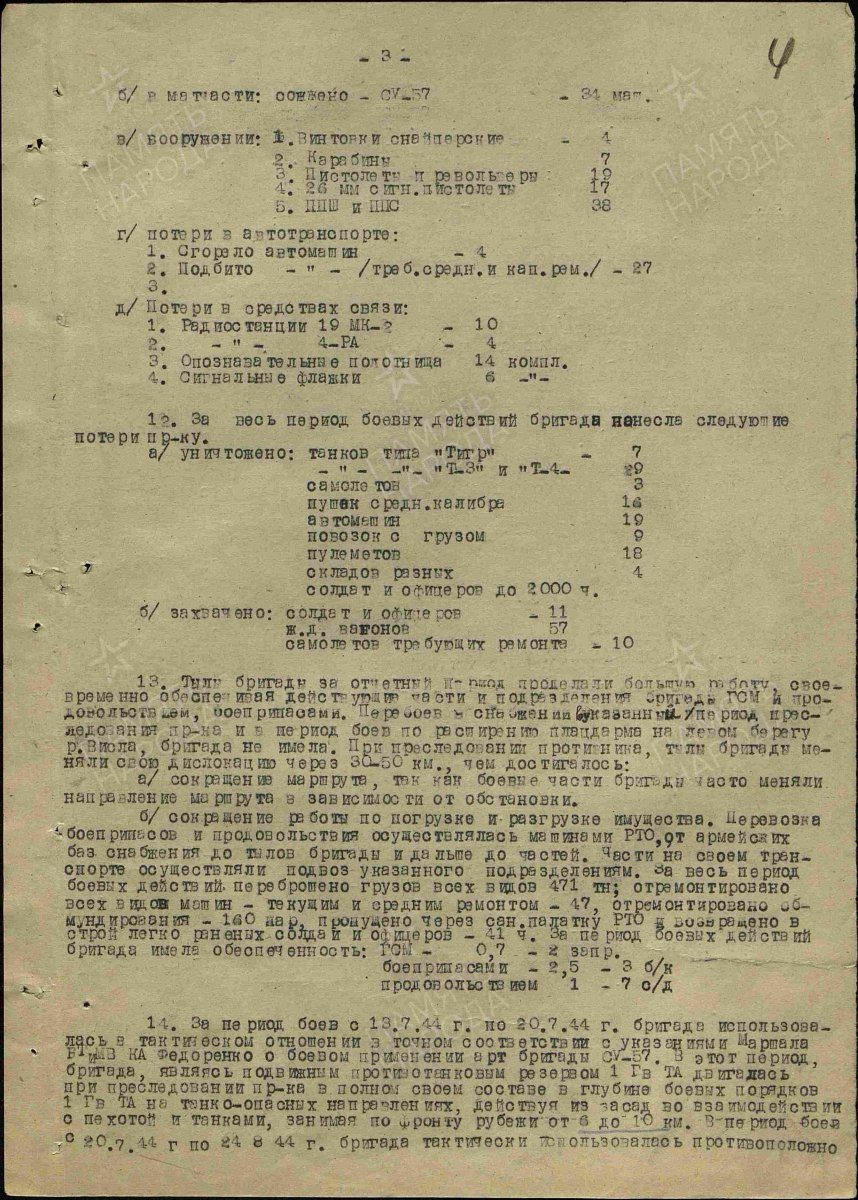 - 3 -
4
б/ в матчасти: сожжено - СУ-57 - 34 маш.
в/ вооружении: 1.Винтовки снайперские - 4
2. Карабины 7
3. Пистолеты и револьверы 19
4. 26 мм сигн.пистолеты 17
5. ППШ и ППС 38
г/ потери в автотранспорте:
1. Сгорело автомашин - 4
2. Подбито - " - /треб.средн.и кап.рем./ - 27
3.
д/ Потери в средствах связи:
1. Радиостанции 19 МК-2 - 10
2. - " - 4-РА - 4
3. Опознавательные полотнища 14 компл.
4. Сигнальные флажки 6 -"-
12. За весь период боевых действий бригада нанесла следующие
потери пр-ку.
а/ уничтожено: танков типа "Тигр" - 7
- " - -"- "Т-3" и "Т-4- 29
самолетов 3
пушек средн.калибра 16
автомашин 19
повозок с грузом 9
пулеметов 18
складов разных 4
солдат и офицеров до 2000 ч.
б/ захвачено: солдат и офицеров - 11
ж.д. вагонов 57
самолетов требующих ремонта - 10
13. Тылы бригады за отчетный период проделали большую работу, свое-
временно обеспечивая действующие части и подразделения бригады ГСМ и про-
довольствием, боеприпасами. Перебоев в снабжении /указанный/ период прес-
ледования пр-ка и в период боев по расширению плацдарма на левом берегу
р.Висла, бригада не имела. При преследовании противника, тылы бригады ме-
няли свою дислокацию через 30-50 км., чем достигалось:
а/ сокращение маршрута, так как боевые части бригады часто меняли
направление маршрута в зависимости от обстановки.
б/ сокращение работы по погрузке и разгрузке имущества. Перевозка
боеприпасов и продовольствия осуществлялась машинами РТО, от армейских
баз снабжения до тылов бригады и дальше до частей. Части на своем тран-
спорте осуществляли подвоз указанного подразделениям. За весь период
боевых действий переброшено грузов всех видов 471 тн; отремонтировано
всех видов машин - текущим и средним ремонтом - 47, отремонтировано об-
мундирования - 160 пар, пропущено через сан.палатку РТО и возвращено в
строй легко раненых солдат и офицеров - 41 ч. За период боевых действий
бригада имела обеспеченность: ГСМ - 0,7 - 2 запр.
боеприпасами - 2,5 - 3 б/к
продовольствием 1 - 7 с/д
14. За период боев с 13.7.44 г. по 20.7.44 г. бригада использова-
лась в тактическом отношении в точном соответствии с указаниями Маршала
БТиМВ КА Федоренко о боевом применении арт бригады СУ-57. В этот период,
бригада, являясь подвижным противотанковым резервом 1 Гв ТА двигалась
при преследовании пр-ка в полном своем составе в глубине боевых порядков
1 Гв ТА на танко-опасных направлениях, действуя из засад во взаимодействии
с пехотой и танками, занимая по фронту рубежи от 6 до 10 км. В период боев
с 20.7.44 г по 24 8 44 г. бригада тактически использовалась противоположно